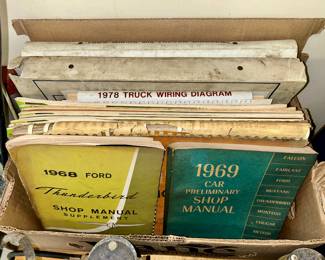 1978 TRUCK WIRING DIAGRAM
1968 FORD
Thunderbird
SHOP MANUAL
SUPPLEMENT
1969
CAR
PRELIMINARY
SHOP
MANUAL
FALCON
FAIRLANE
FORD
MUSTANG
THUNDERBIRD
MONTEGO
COUGAR
METEOR